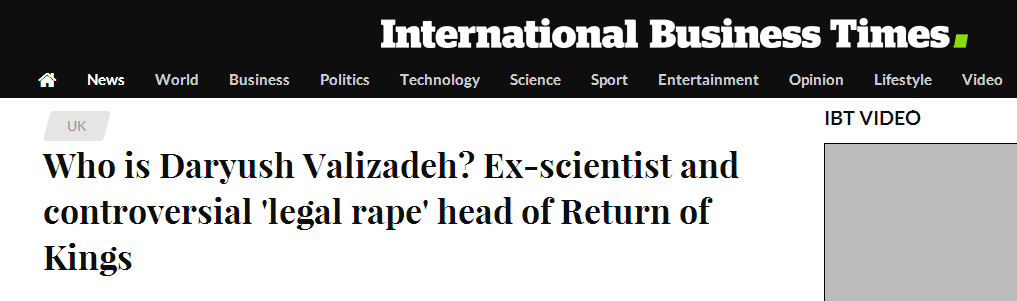 International Business Times.
News World Business Politics Technology Science Sport Entertainment Opinion Lifestyle Video
UK
IBT VIDEO
Who is Daryush Valizadeh? Ex-scientist and
controversial 'legal rape' head of Return of
Kings